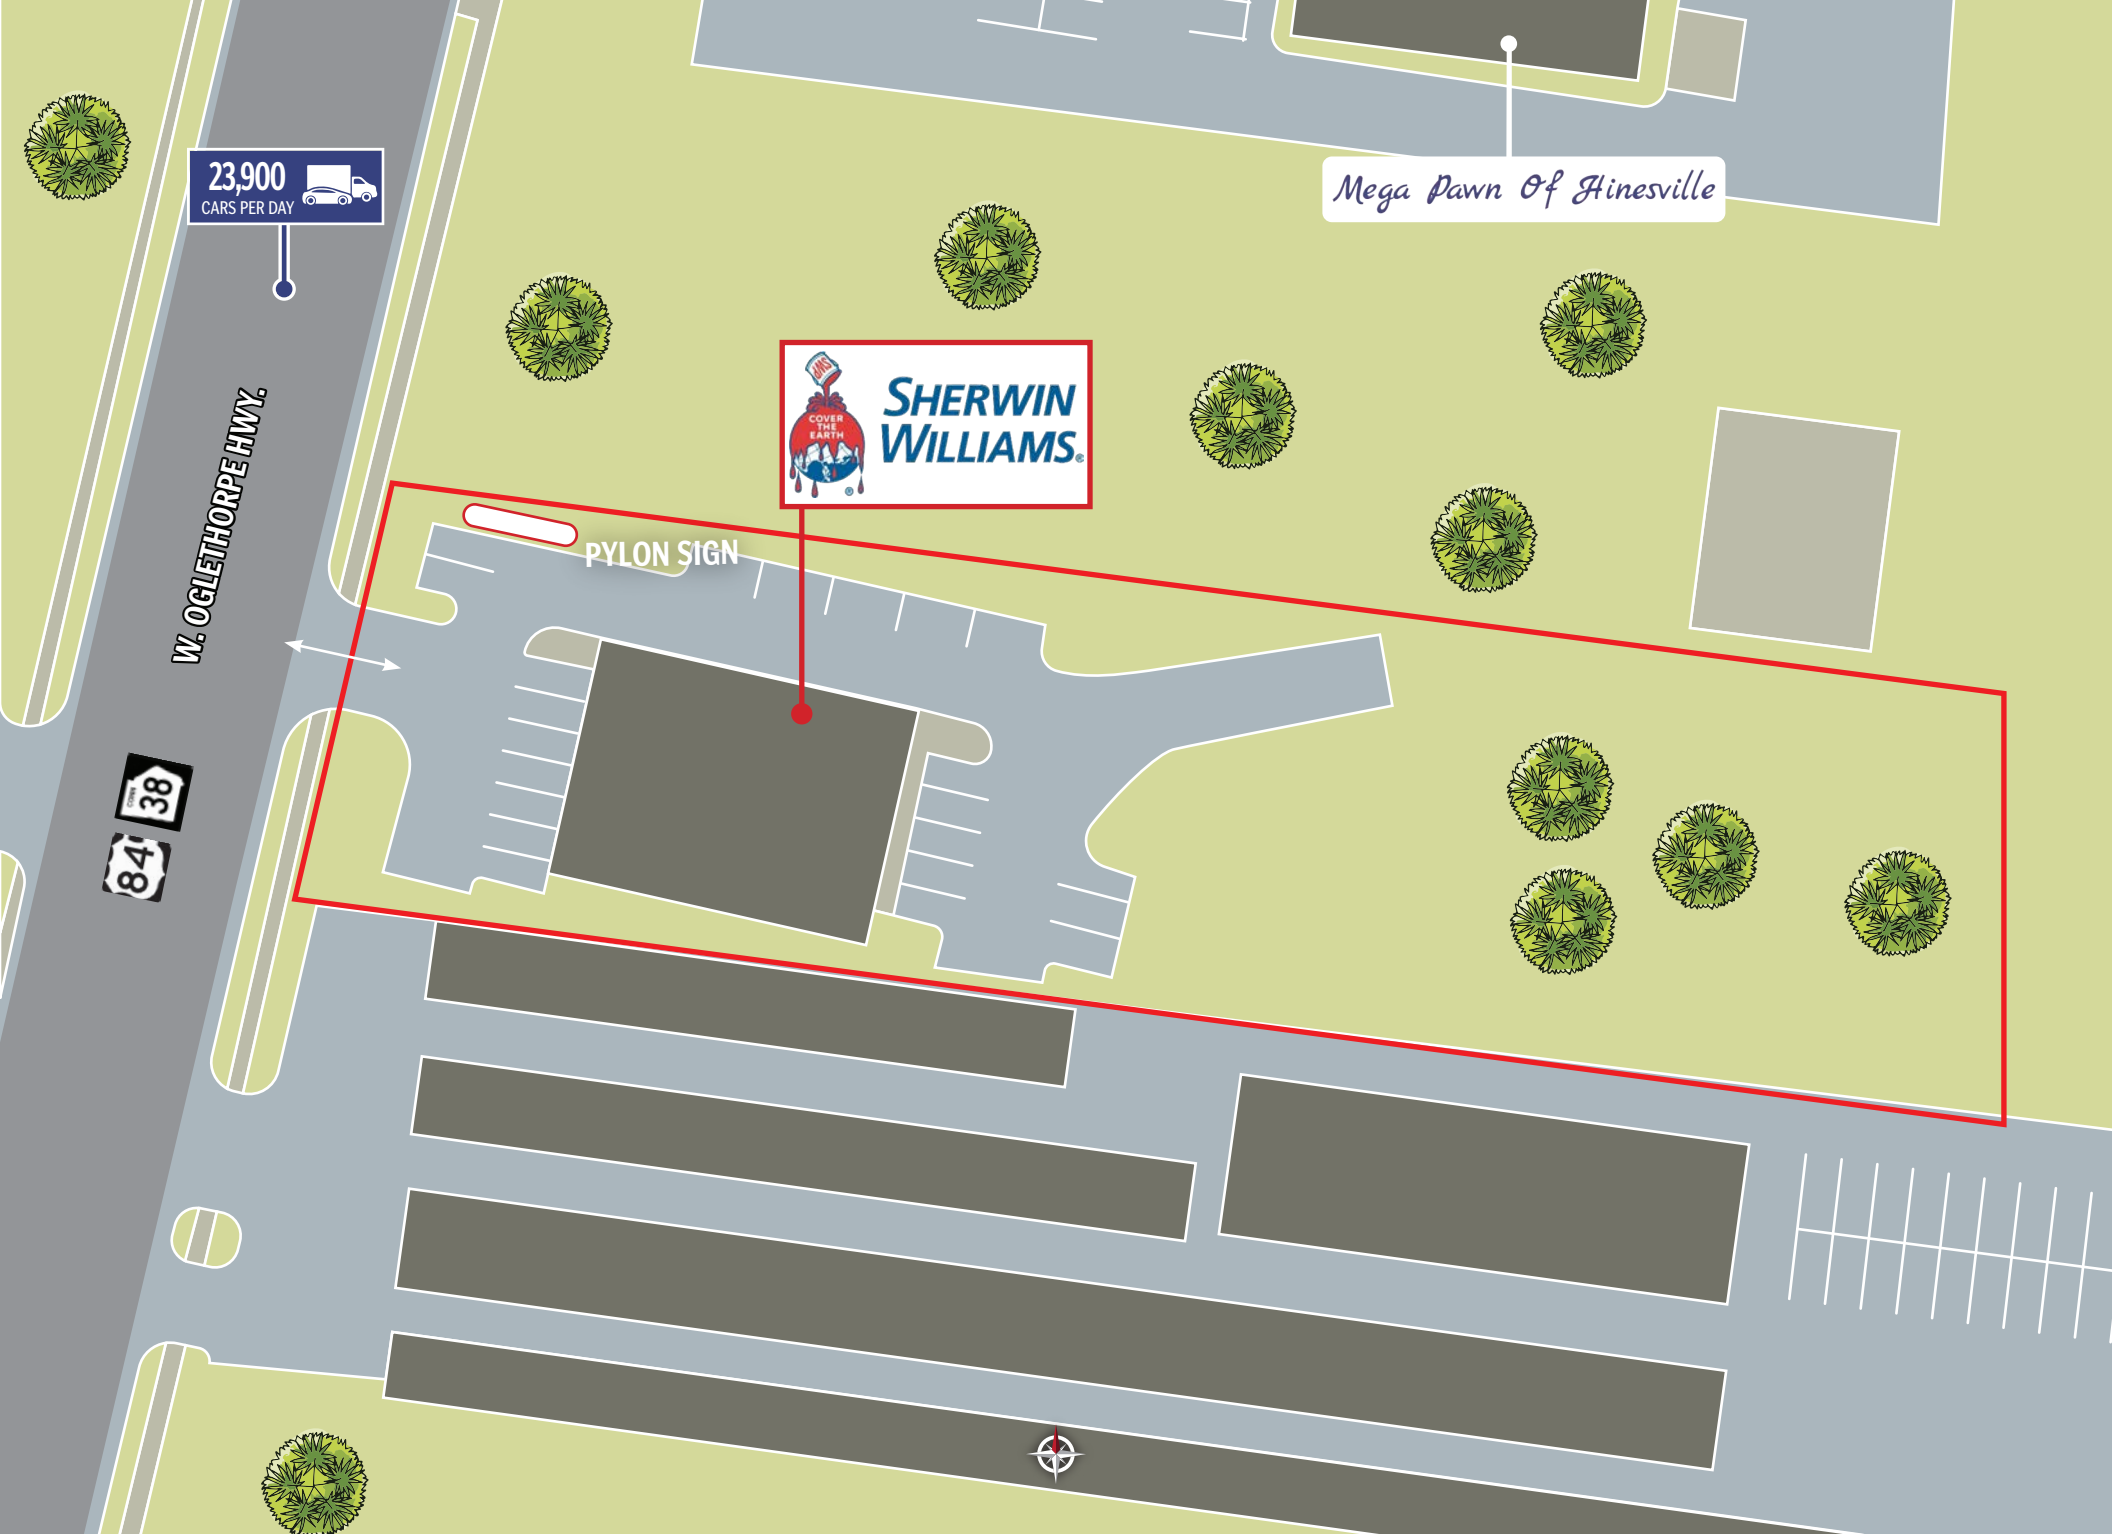 23,900
CARS PER DAY
Mega Pawn Of Hinesville
SWP
COVER
THE
EARTH
®
SHERWIN
WILLIAMS®
PYLON SIGN
W. OGLETHORPE HWY.
38
84